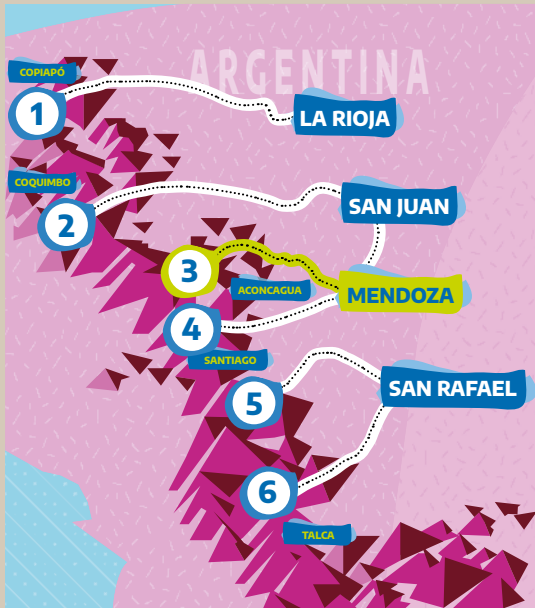 ARGENTINA
COPIAPÓ
1
LA RIOJA
COQUIMBO
2
SAN JUAN
3
ACONCAGUA
MENDOZA
4
SANTIAGO
5
SAN RAFAEL
6
TALCA